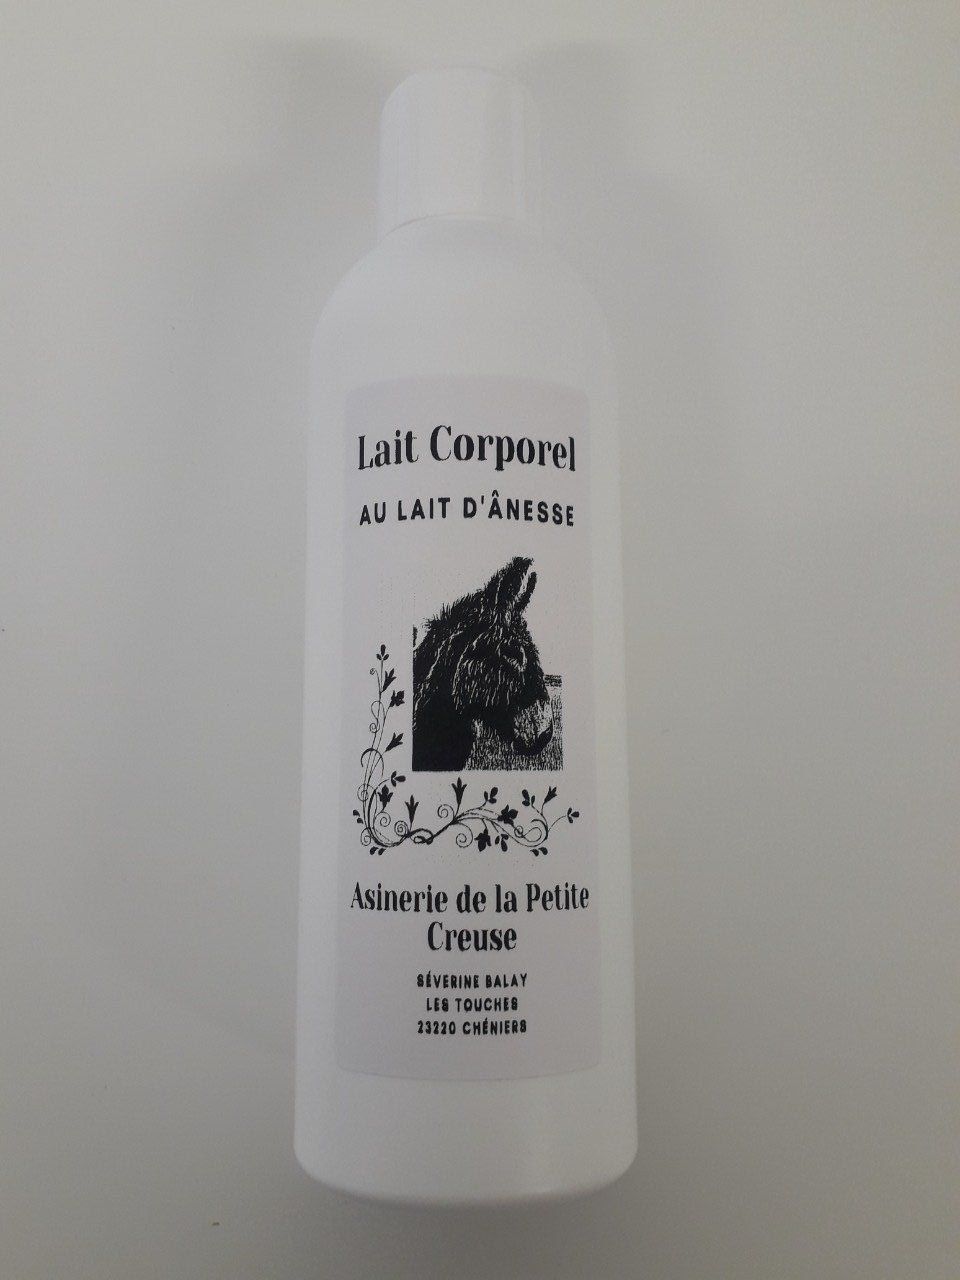 Lait Corporel
AU LAIT D'ÂNESSE
Asinerie de la Petite
Creuse
SÉVERINE BALAY
LES TOUCHES
23220 CHÉNIERS